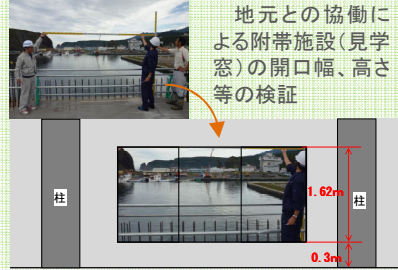 地元との協働に
よる附帯施設(見学
窓)の開口幅、高さ
等の検証
柱
1.62m
柱
0.3m